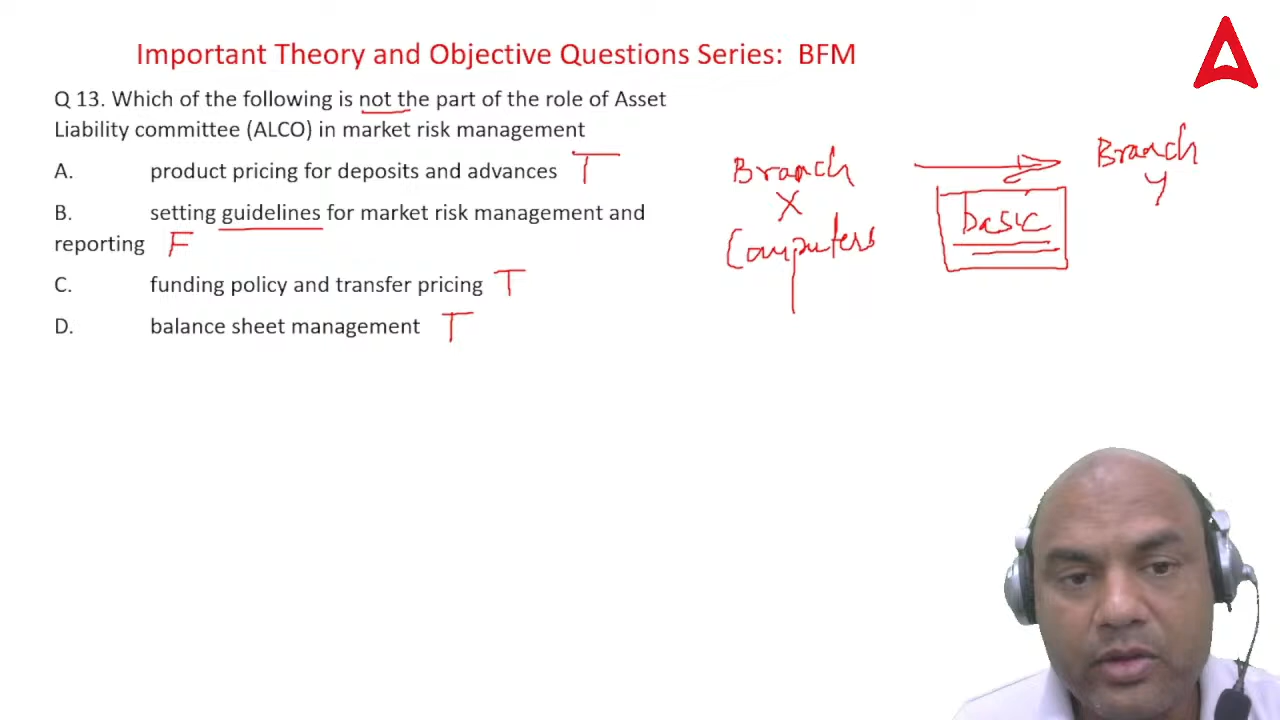 Important Theory and Objective Questions Series: BFM
Q 13. Which of the following is not the part of the role of Asset
Liability committee (ALCO) in market risk management
A. product pricing for deposits and advances T
B. setting guidelines for market risk management and
reporting F
C. funding policy and transfer pricing T
D. balance sheet management T
Branch
X
Computers
basic
Branch
Y